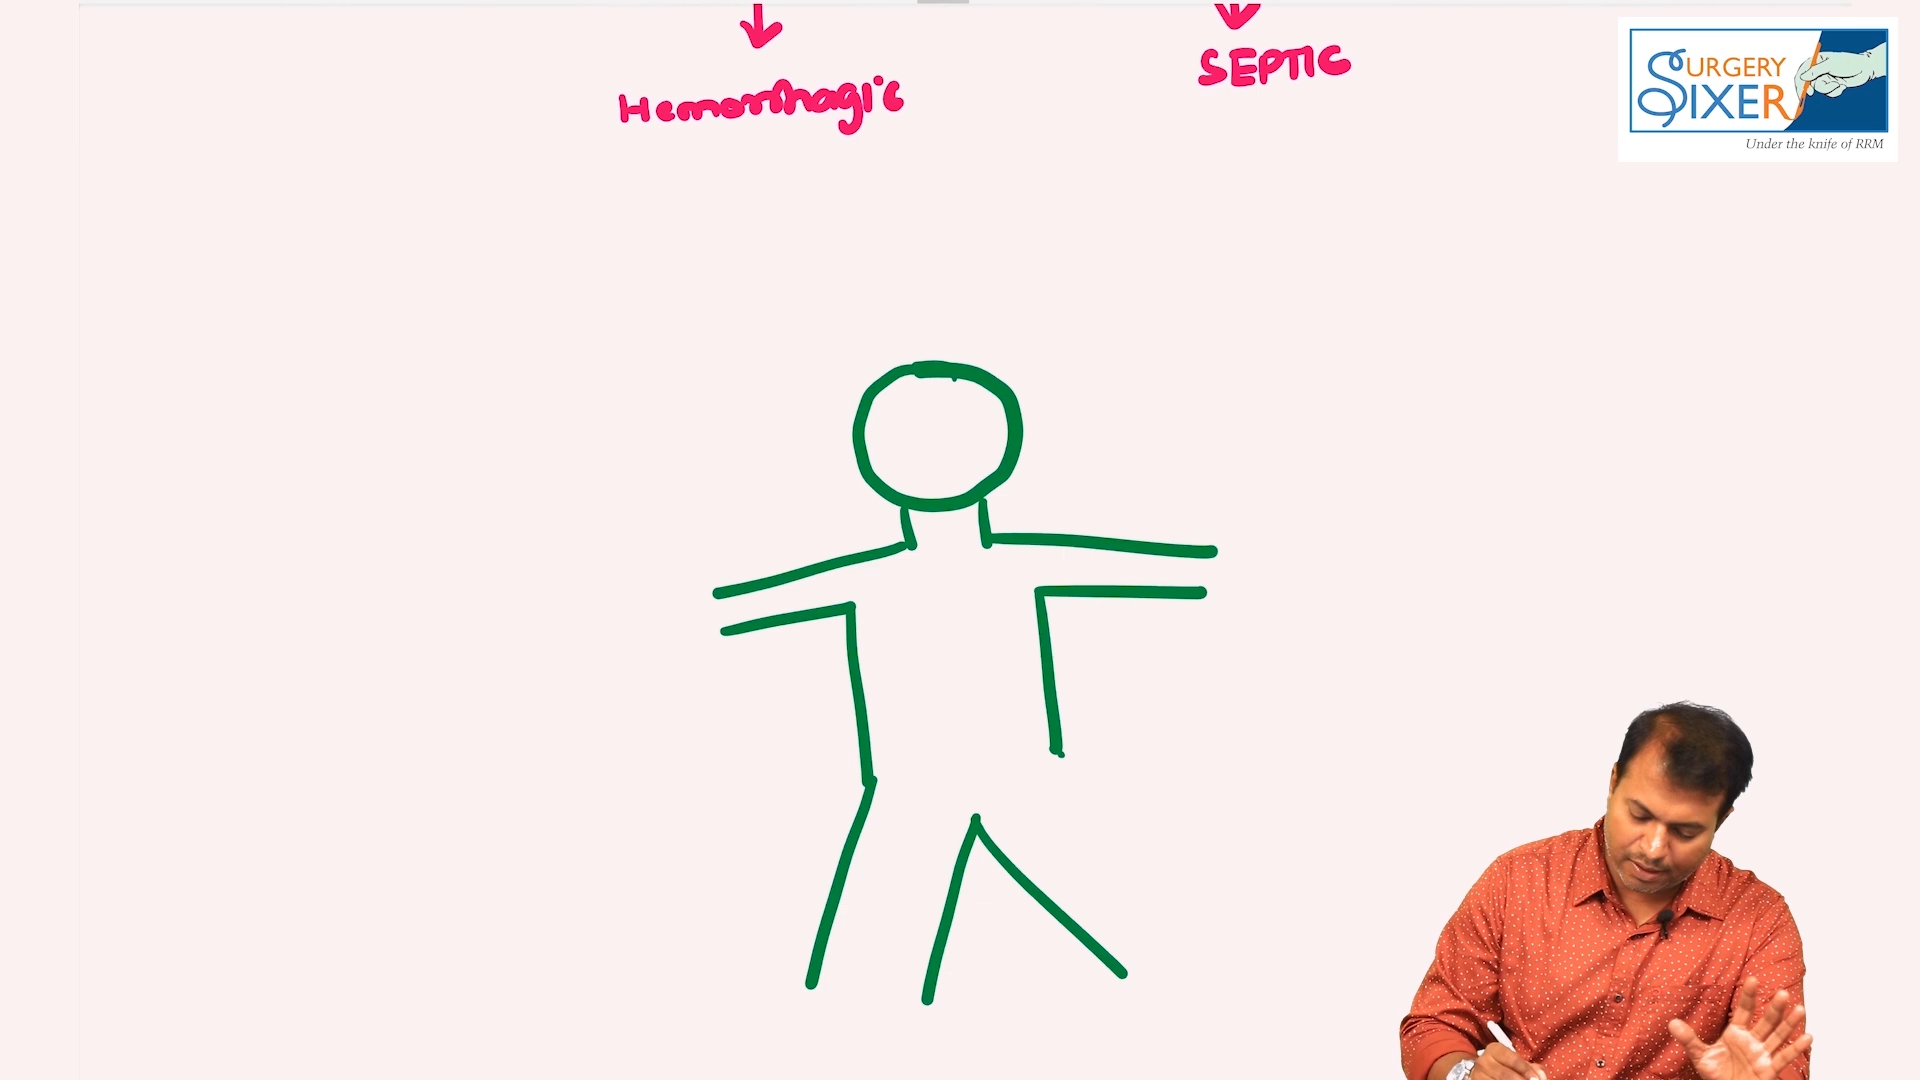 Hemorrhagic
SEPTIC
SURGERY
SIXER
Under the knife of RRM